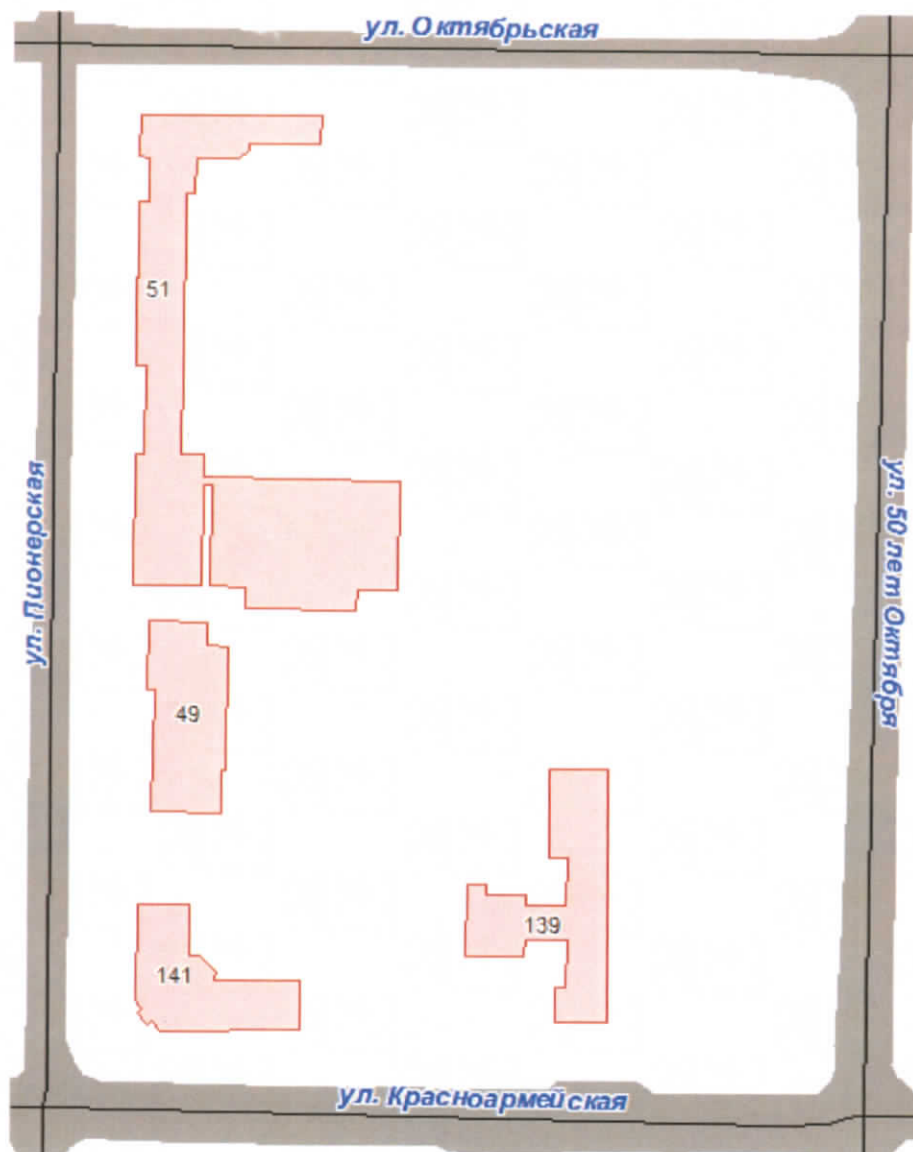 ул. Октябрьская
51
ул. Пионерская
ул. 50 лет Октября
49
139
141
ул. Красноармейская